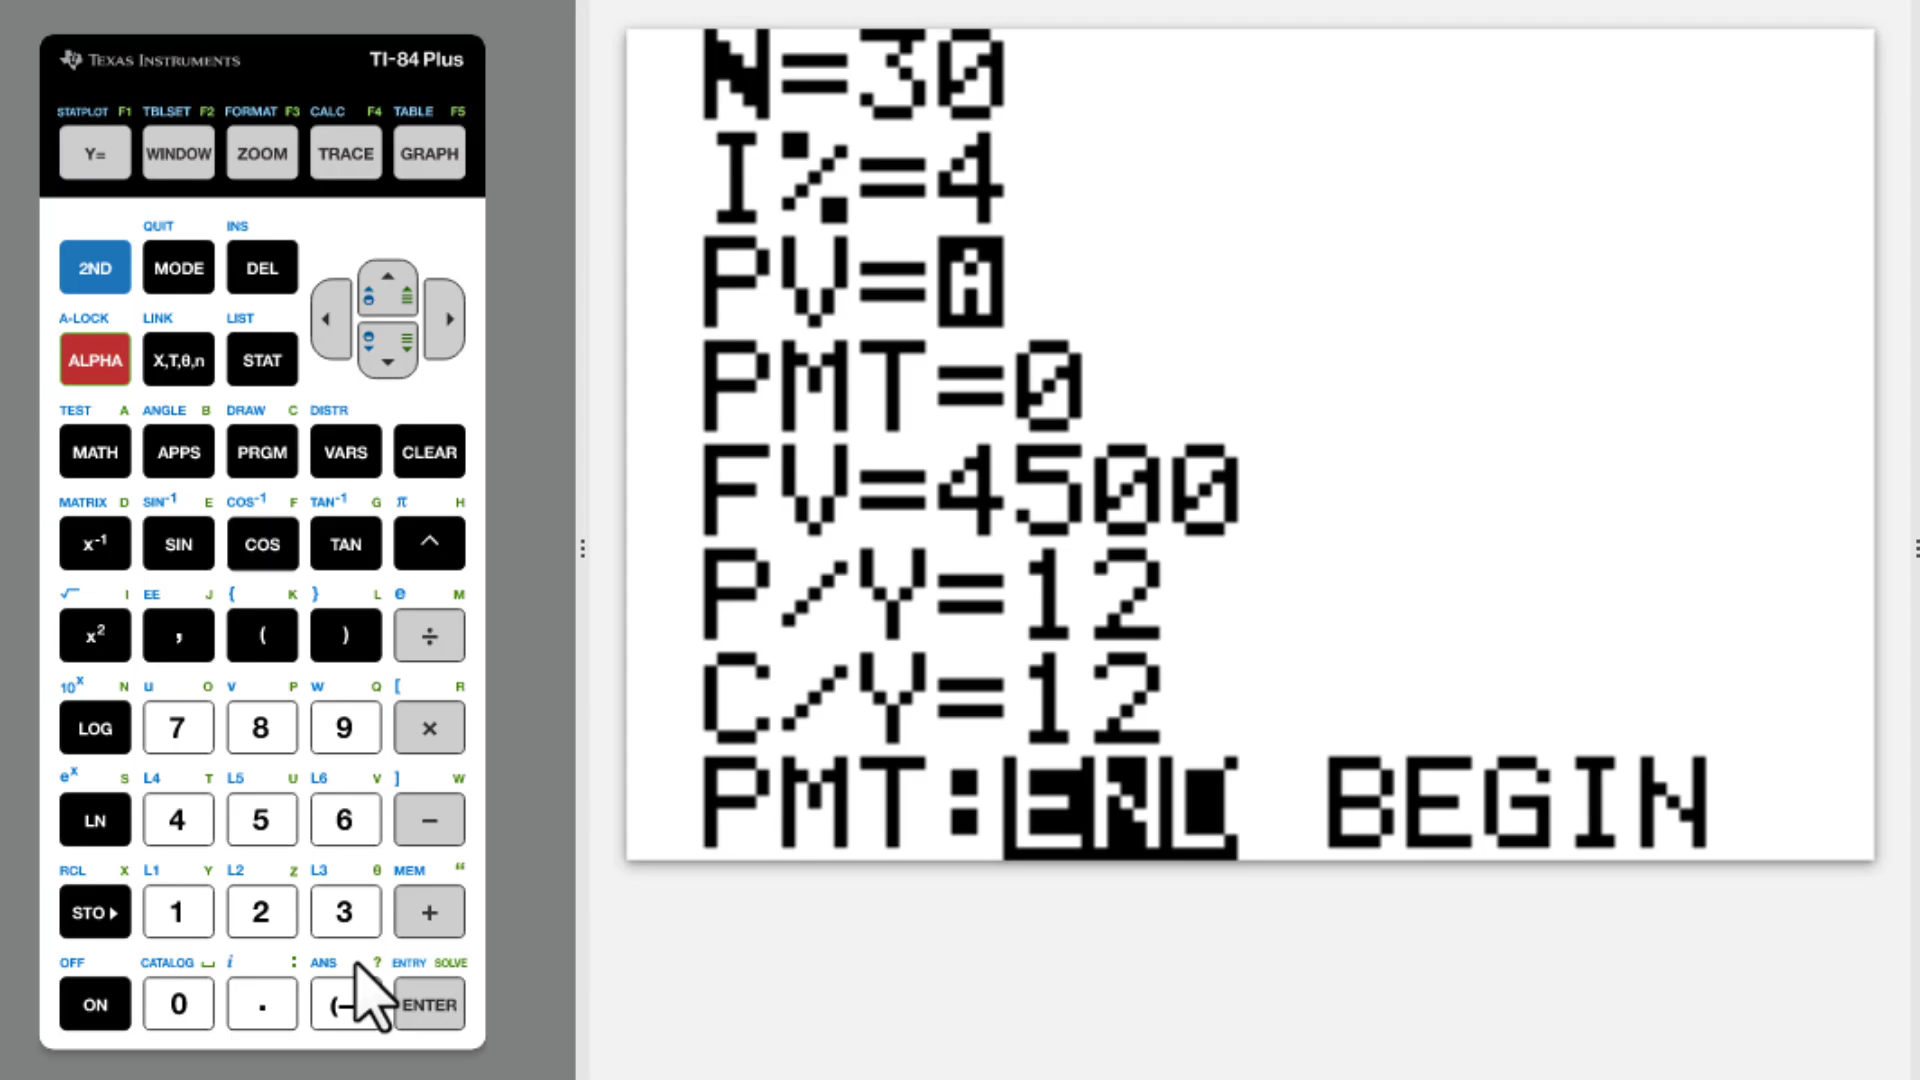 TEXAS INSTRUMENTS TI-84 Plus
STATPLOT F1 TBLSET F2 FORMAT F3 CALC F4 TABLE F5
Y= WINDOW ZOOM TRACE GRAPH
QUIT INS
2ND MODE DEL
A-LOCK LINK LIST
ALPHA X,T,θ,n STAT
TEST A ANGLE B DRAW C DISTR
MATH APPS PRGM VARS CLEAR
MATRIX D SIN⁻¹ E COS⁻¹ F TAN⁻¹ G π H
x⁻¹ SIN COS TAN ^
√ I EE J { K } L e M
x² , ( ) ÷
10ˣ N u O v P w Q [ R
LOG 7 8 9 ×
eˣ S L4 T L5 U L6 V ] W
LN 4 5 6 −
RCL X L1 Y L2 Z L3 θ MEM “
STO▸ 1 2 3 +
OFF CATALOG ⎵ i : ANS ? ENTRY SOLVE
ON 0 . (− ENTER
N=30
I%=4
PV=A
PMT=0
FV=4500
P/Y=12
C/Y=12
PMT:END BEGIN